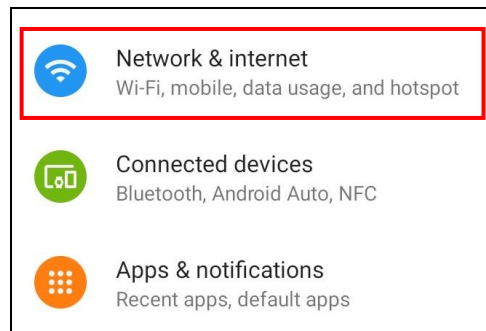 Network & internet
Wi-Fi, mobile, data usage, and hotspot
Connected devices
Bluetooth, Android Auto, NFC
Apps & notifications
Recent apps, default apps